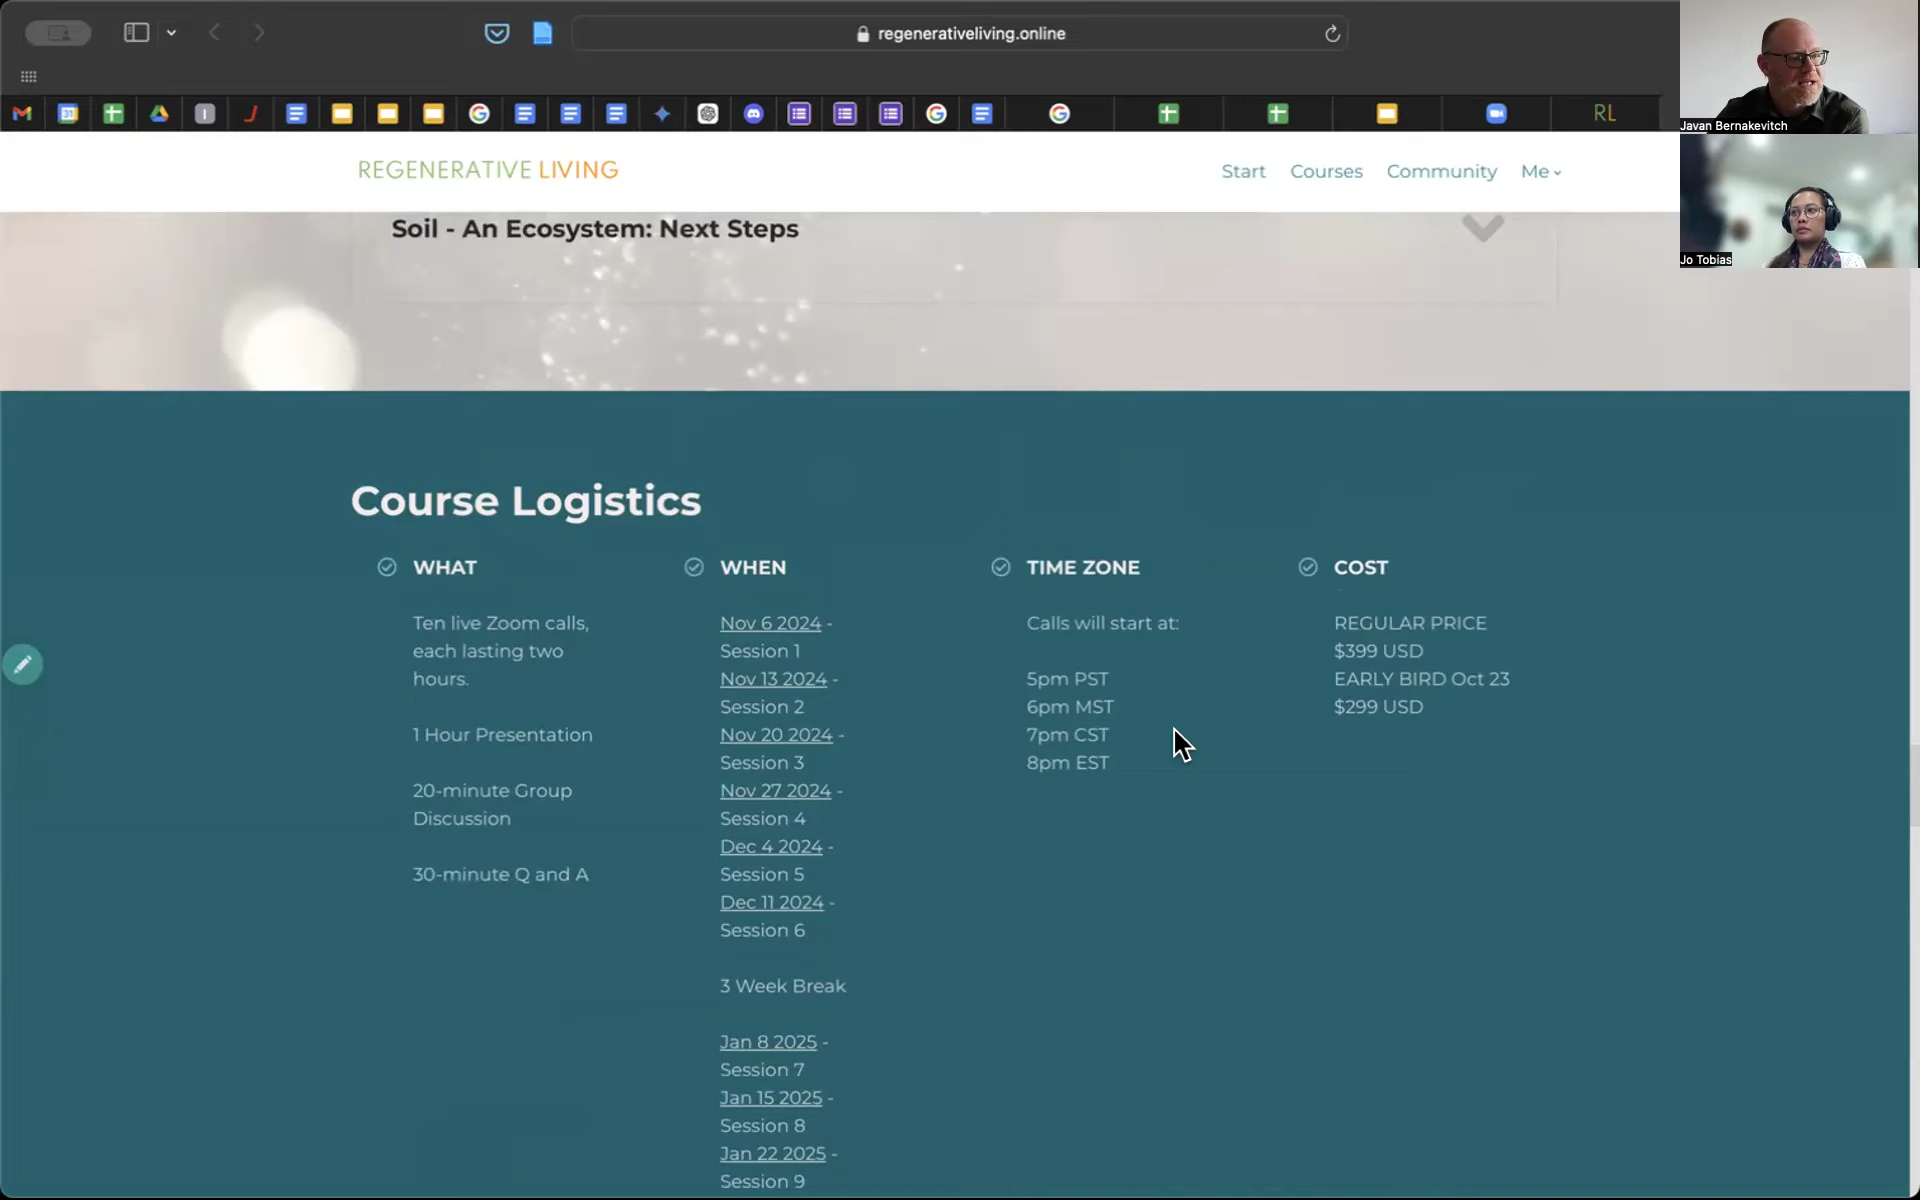 regenerativeliving.online
RL
REGENERATIVE LIVING
Start
Courses
Community
Me
Javan Bernakevitch
Jo Tobias
Soil - An Ecosystem: Next Steps
Course Logistics
WHAT
Ten live Zoom calls,
each lasting two
hours.
1 Hour Presentation
20-minute Group
Discussion
30-minute Q and A
WHEN
Nov 6 2024 -
Session 1
Nov 13 2024 -
Session 2
Nov 20 2024 -
Session 3
Nov 27 2024 -
Session 4
Dec 4 2024 -
Session 5
Dec 11 2024 -
Session 6
3 Week Break
Jan 8 2025 -
Session 7
Jan 15 2025 -
Session 8
Jan 22 2025 -
Session 9
TIME ZONE
Calls will start at:
5pm PST
6pm MST
7pm CST
8pm EST
COST
REGULAR PRICE
$399 USD
EARLY BIRD Oct 23
$299 USD